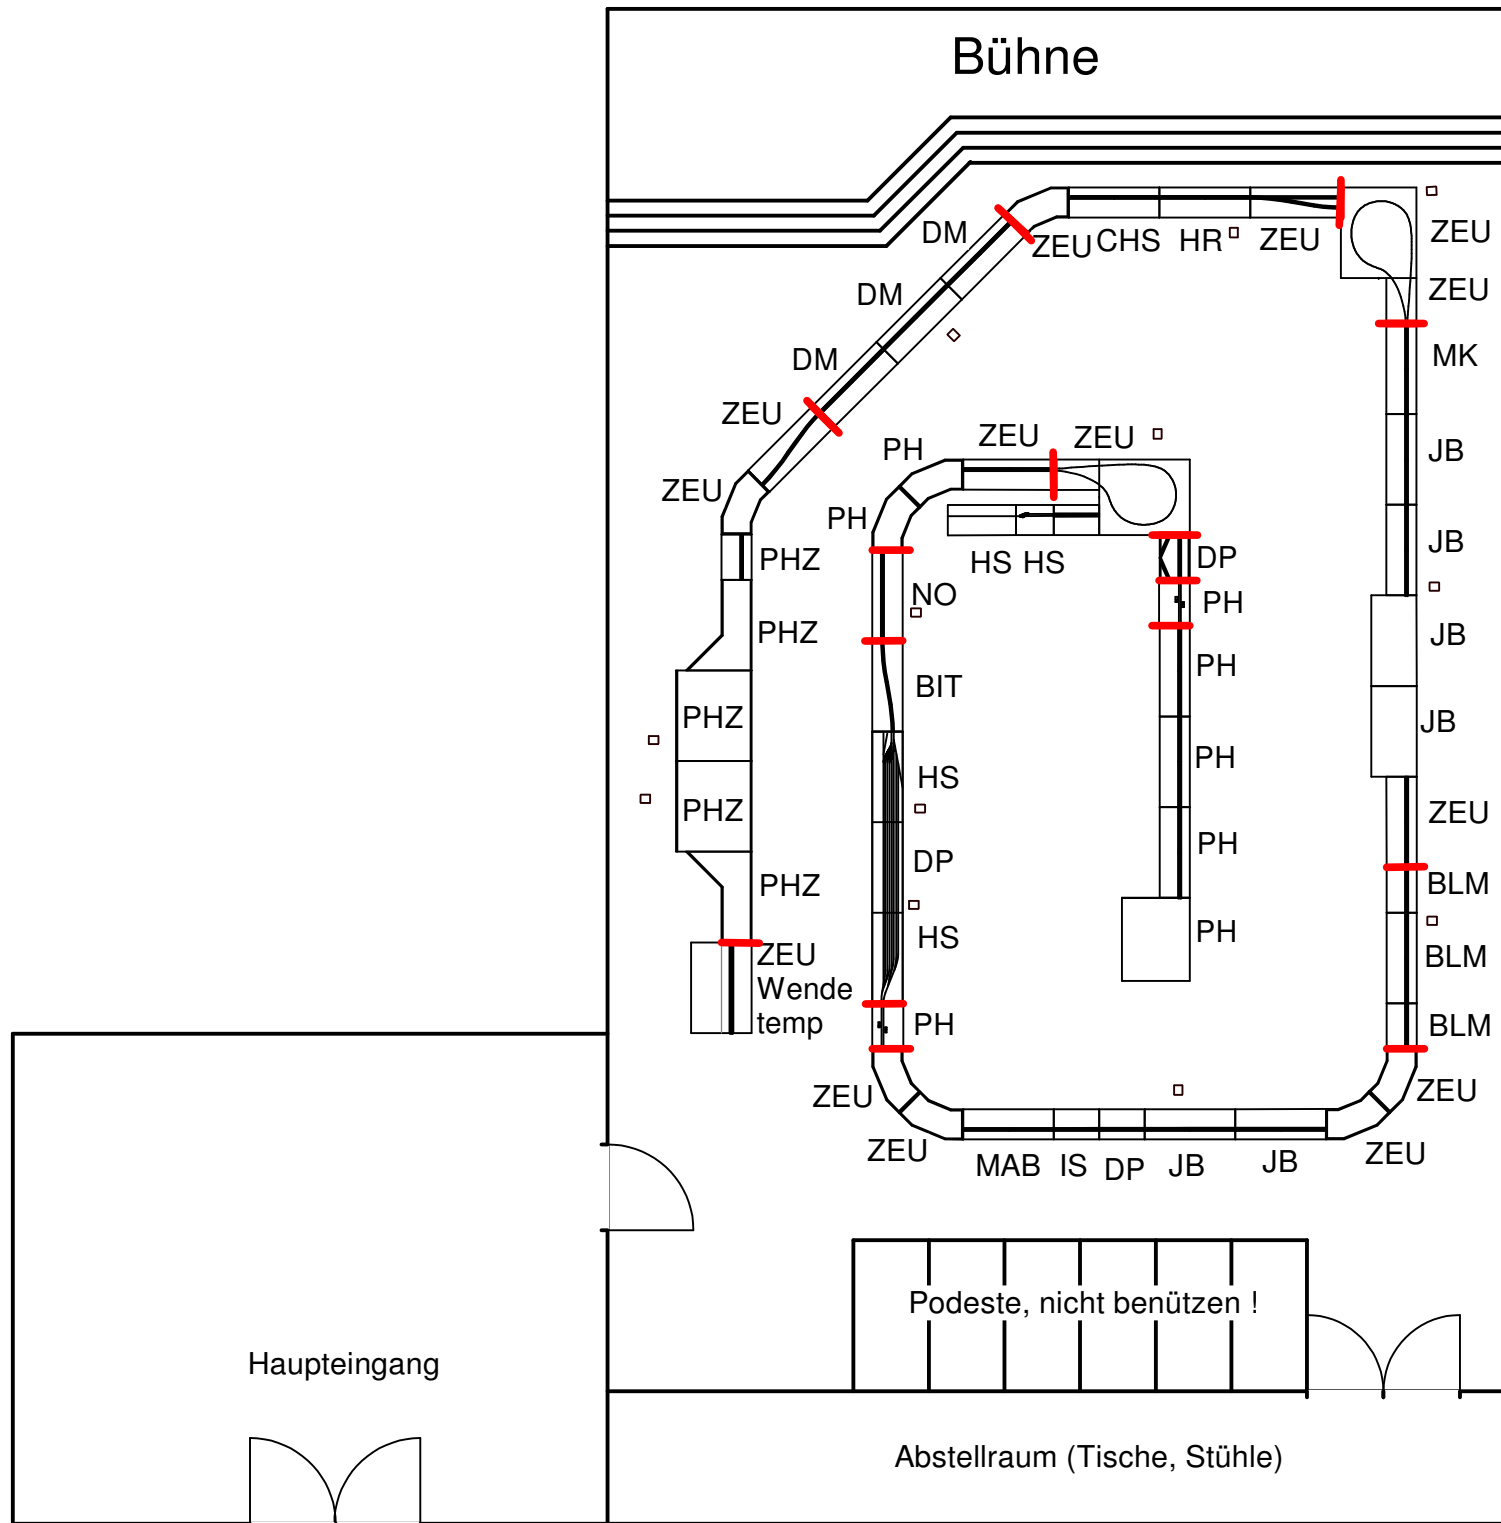 Bühne
DM
ZEU
CHS
HR
ZEU
ZEU
DM
ZEU
DM
MK
ZEU
ZEU
ZEU
PH
JB
ZEU
PH
HS
HS
DP
JB
PHZ
NO
PH
PHZ
JB
BIT
PH
PHZ
JB
HS
PH
PHZ
ZEU
DP
PH
PHZ
BLM
HS
PH
ZEU
Wende
temp
BLM
PH
BLM
ZEU
ZEU
ZEU
MAB
IS
DP
JB
JB
ZEU
Podeste, nicht benützen !
Haupteingang
Abstellraum (Tische, Stühle)